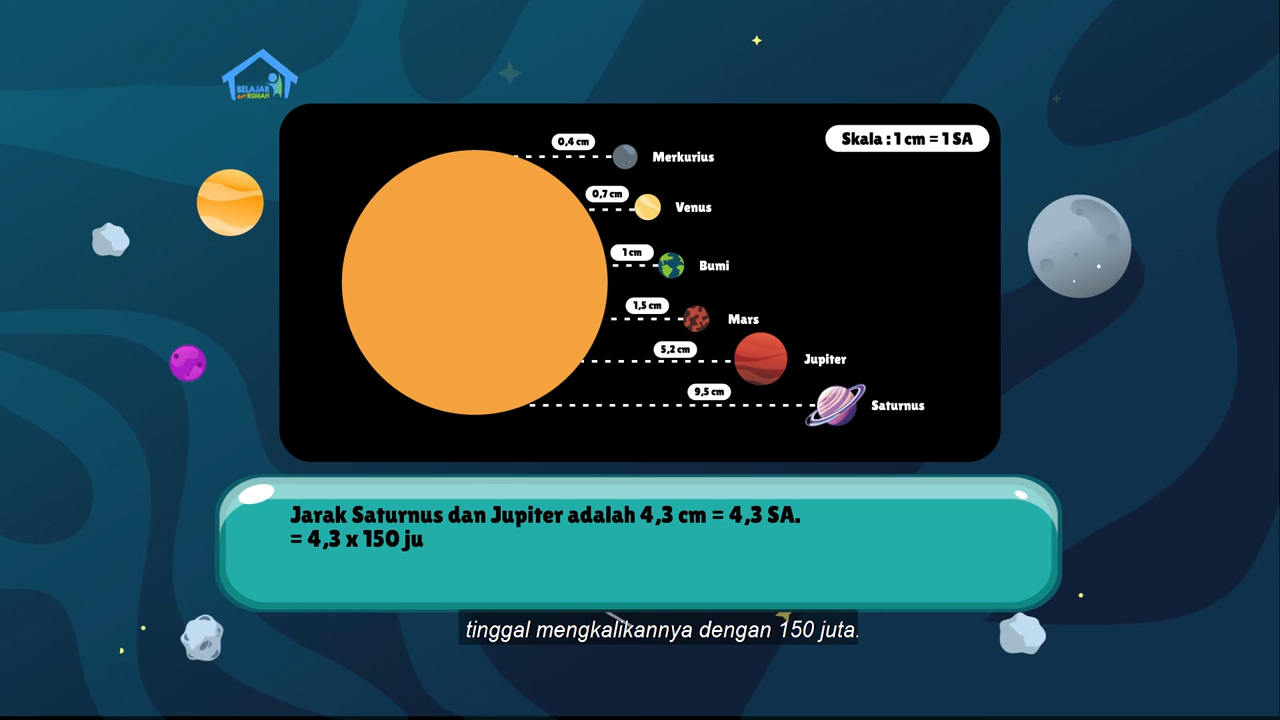 BELAJAR
dari RUMAH
Skala : 1 cm = 1 SA
0,4 cm
Merkurius
0,7 cm
Venus
1 cm
Bumi
1,5 cm
Mars
5,2 cm
Jupiter
9,5 cm
Saturnus
Jarak Saturnus dan Jupiter adalah 4,3 cm = 4,3 SA.
= 4,3 x 150 ju
tinggal mengkalikannya dengan 150 juta.